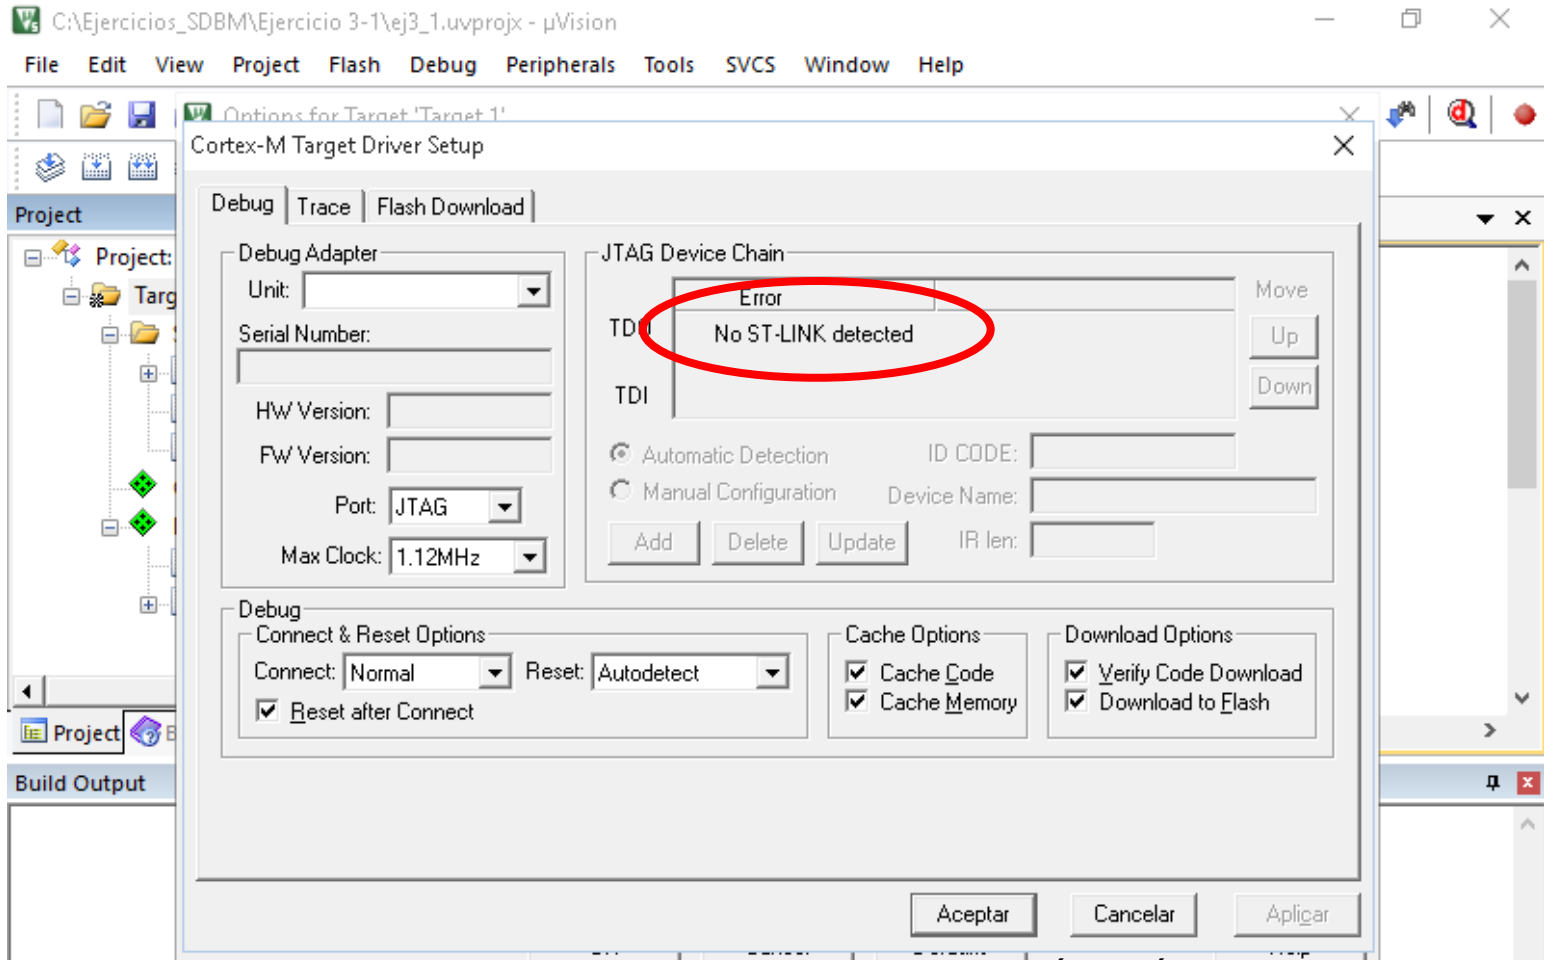 C:\Ejercicios_SDBM\Ejercicio 3-1\ej3_1.uvprojx - µVision
File Edit View Project Flash Debug Peripherals Tools SVCS Window Help
Options for Target 'Target 1'
Cortex-M Target Driver Setup
Debug Trace Flash Download
Project
Project:
Targ
Debug Adapter
Unit:
Serial Number:
HW Version:
FW Version:
Port: JTAG
Max Clock: 1.12MHz
JTAG Device Chain
Error
No ST-LINK detected
TDI
Move
Up
Down
Automatic Detection
Manual Configuration
ID CODE:
Device Name:
Add Delete Update
IR len:
Debug
Connect & Reset Options
Connect: Normal Reset: Autodetect
Reset after Connect
Cache Options
Cache Code
Cache Memory
Download Options
Verify Code Download
Download to Flash
Project B
Build Output
Aceptar Cancelar Aplicar